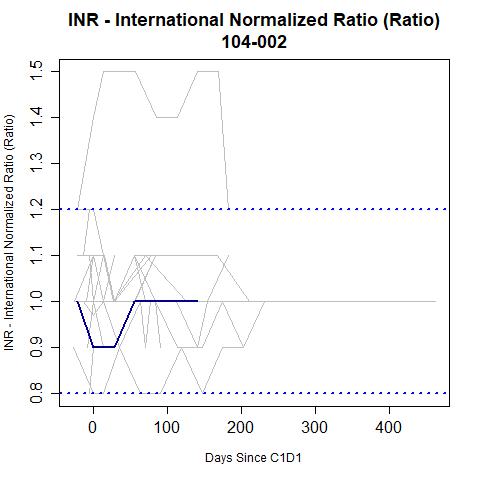 INR - International Normalized Ratio (Ratio)
104-002
INR - International Normalized Ratio (Ratio)
1.5
1.4
1.3
1.2
1.1
1.0
0.9
0.8
0 100 200 300 400
Days Since C1D1